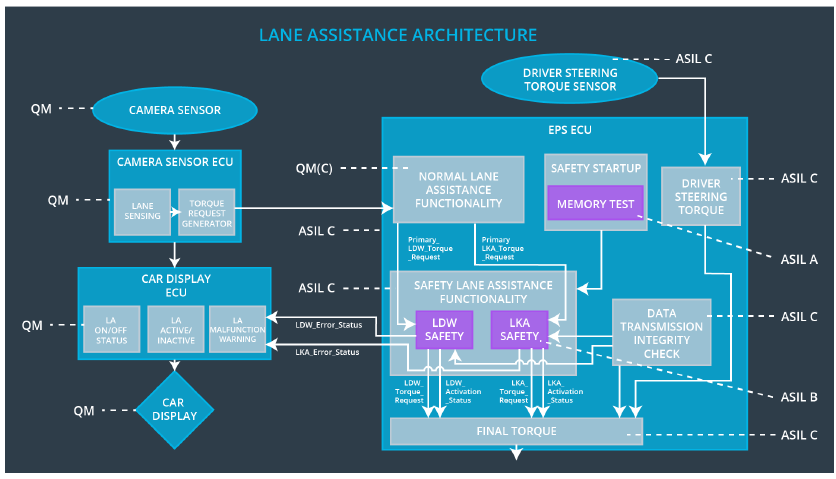 LANE ASSISTANCE ARCHITECTURE
DRIVER STEERING
TORQUE SENSOR
ASIL C
QM
CAMERA SENSOR
EPS ECU
CAMERA SENSOR ECU
QM
LANE
SENSING
TORQUE
REQUEST
GENERATOR
QM(C)
NORMAL LANE
ASSISTANCE
FUNCTIONALITY
SAFETY STARTUP
MEMORY TEST
DRIVER
STEERING
TORQUE
ASIL C
ASIL C
Primary_
LDW_Torque
_Request
Primary
LKA_Torque
_Request
ASIL A
CAR DISPLAY
ECU
QM
LA
ON/OFF
STATUS
LA
ACTIVE/
INACTIVE
LA
MALFUNCTION
WARNING
ASIL C
SAFETY LANE ASSISTANCE
FUNCTIONALITY
LDW
SAFETY
LKA
SAFETY
DATA
TRANSMISSION
INTEGRITY
CHECK
ASIL C
LDW_Error_Status
LKA_Error_Status
LDW_
Torque_
Request
LDW_
Activation
_Status
LKA_
Torque_
Request
LKA_
Activation
_Status
ASIL B
QM
CAR
DISPLAY
FINAL TORQUE
ASIL C